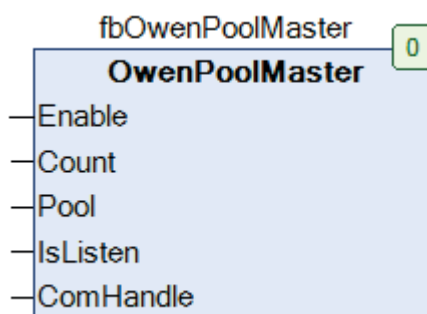 fbOwenPoolMaster
0
OwenPoolMaster
Enable
Count
Pool
IsListen
ComHandle